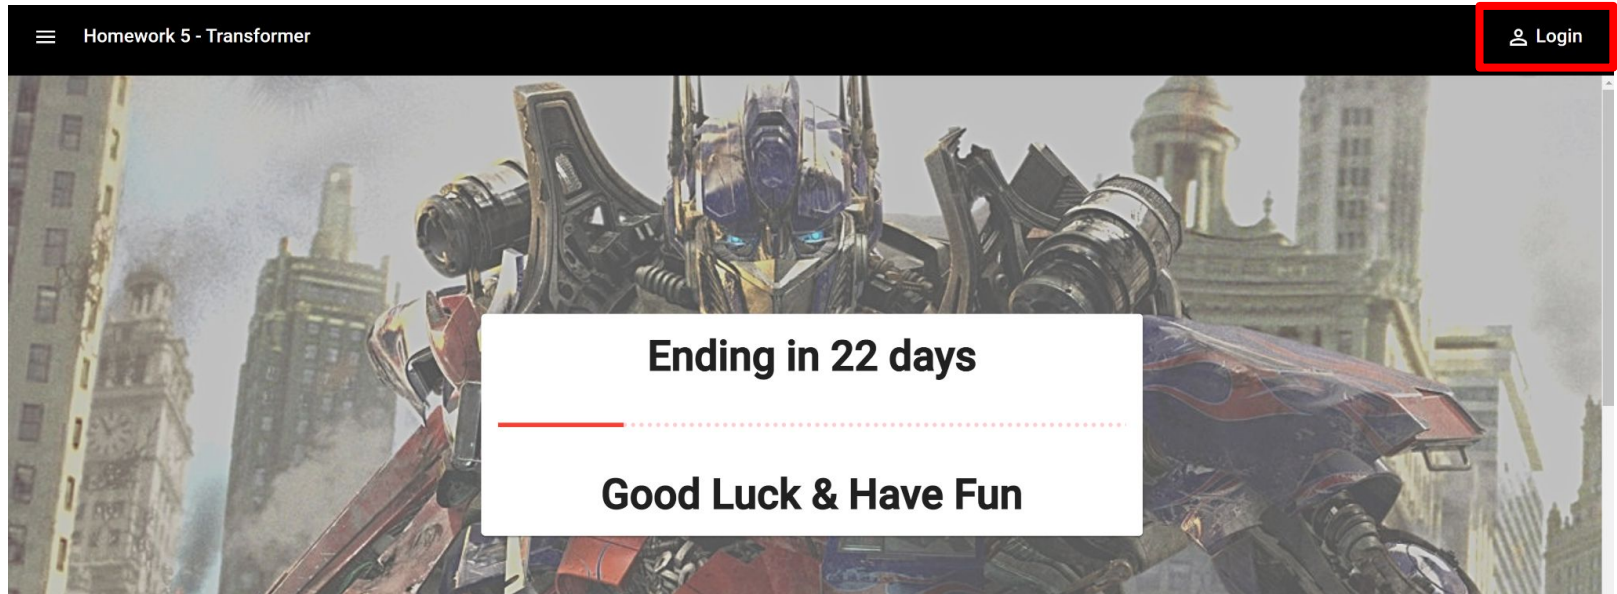 Homework 5 - Transformer
Login
Ending in 22 days
Good Luck & Have Fun